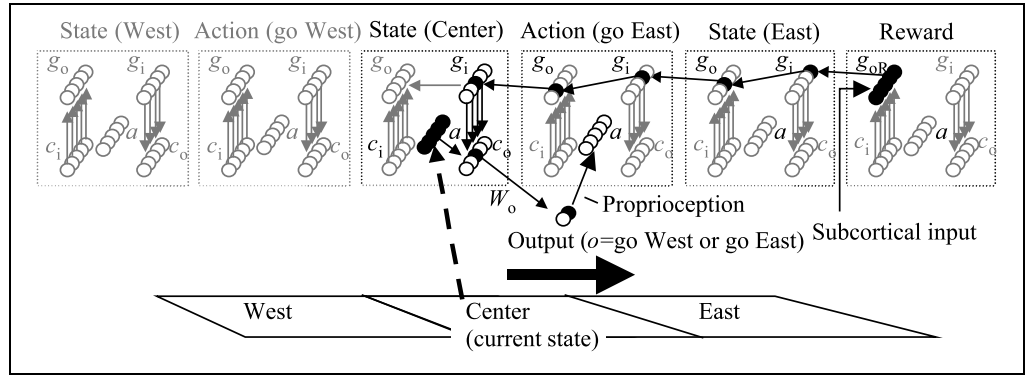 State (West) Action (go West) State (Center) Action (go East) State (East) Reward
g_o g_i g_o g_i g_o g_i g_o g_i g_o g_i g_oR g_i
c_i a c_o c_i a c_o c_i a c_o c_i a c_o c_i a c_o
W_o
Proprioception
Output (o=go West or go East)
Subcortical input
West Center East
(current state)